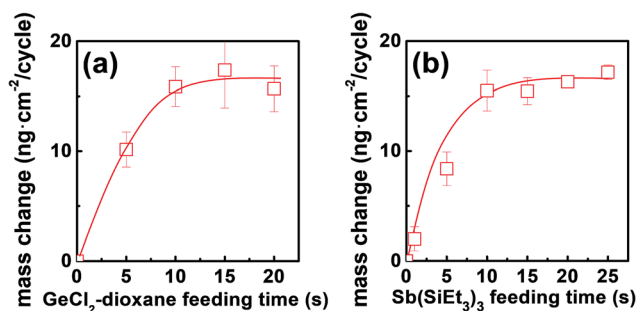 (a)
mass change (ng·cm⁻²/cycle)
20
10
0
0 5 10 15 20
GeCl₂-dioxane feeding time (s)
(b)
mass change (ng·cm⁻²/cycle)
20
10
0
0 5 10 15 20 25
Sb(SiEt₃)₃ feeding time (s)